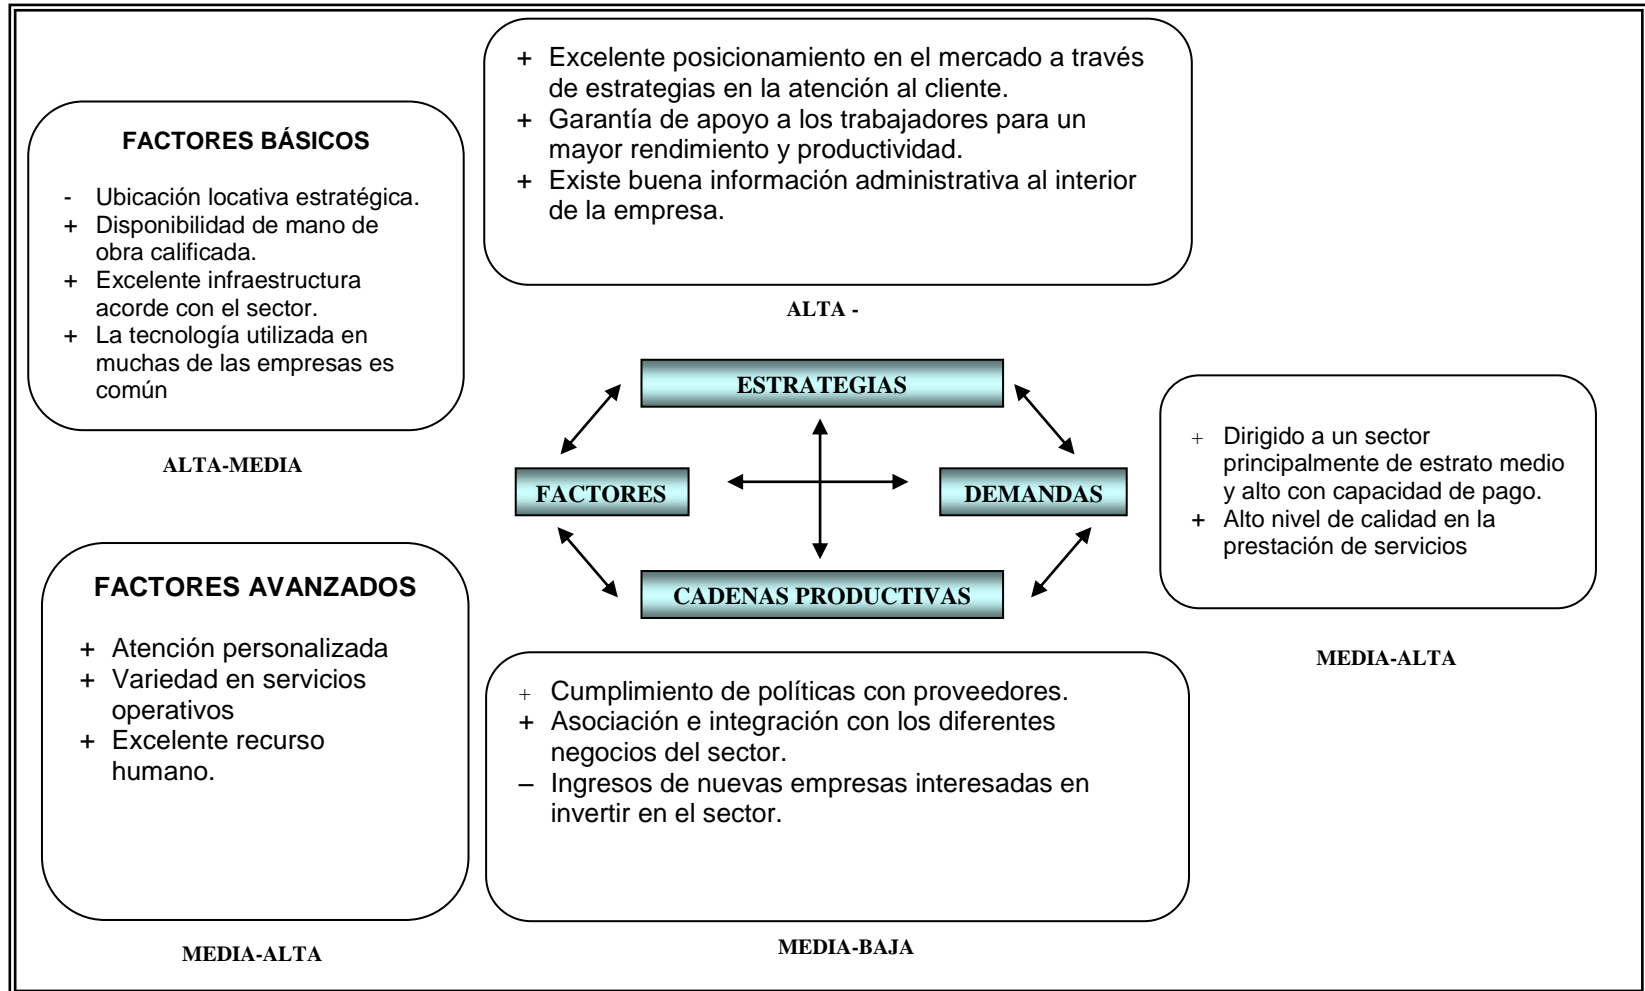 FACTORES BÁSICOS
- Ubicación locativa estratégica.
+ Disponibilidad de mano de
obra calificada.
+ Excelente infraestructura
acorde con el sector.
+ La tecnología utilizada en
muchas de las empresas es
común
ALTA-MEDIA
+ Excelente posicionamiento en el mercado a través
de estrategias en la atención al cliente.
+ Garantía de apoyo a los trabajadores para un
mayor rendimiento y productividad.
+ Existe buena información administrativa al interior
de la empresa.
ALTA -
ESTRATEGIAS
FACTORES
DEMANDAS
CADENAS PRODUCTIVAS
+ Dirigido a un sector
principalmente de estrato medio
y alto con capacidad de pago.
+ Alto nivel de calidad en la
prestación de servicios
MEDIA-ALTA
FACTORES AVANZADOS
+ Atención personalizada
+ Variedad en servicios
operativos
+ Excelente recurso
humano.
MEDIA-ALTA
+ Cumplimiento de políticas con proveedores.
+ Asociación e integración con los diferentes
negocios del sector.
– Ingresos de nuevas empresas interesadas en
invertir en el sector.
MEDIA-BAJA